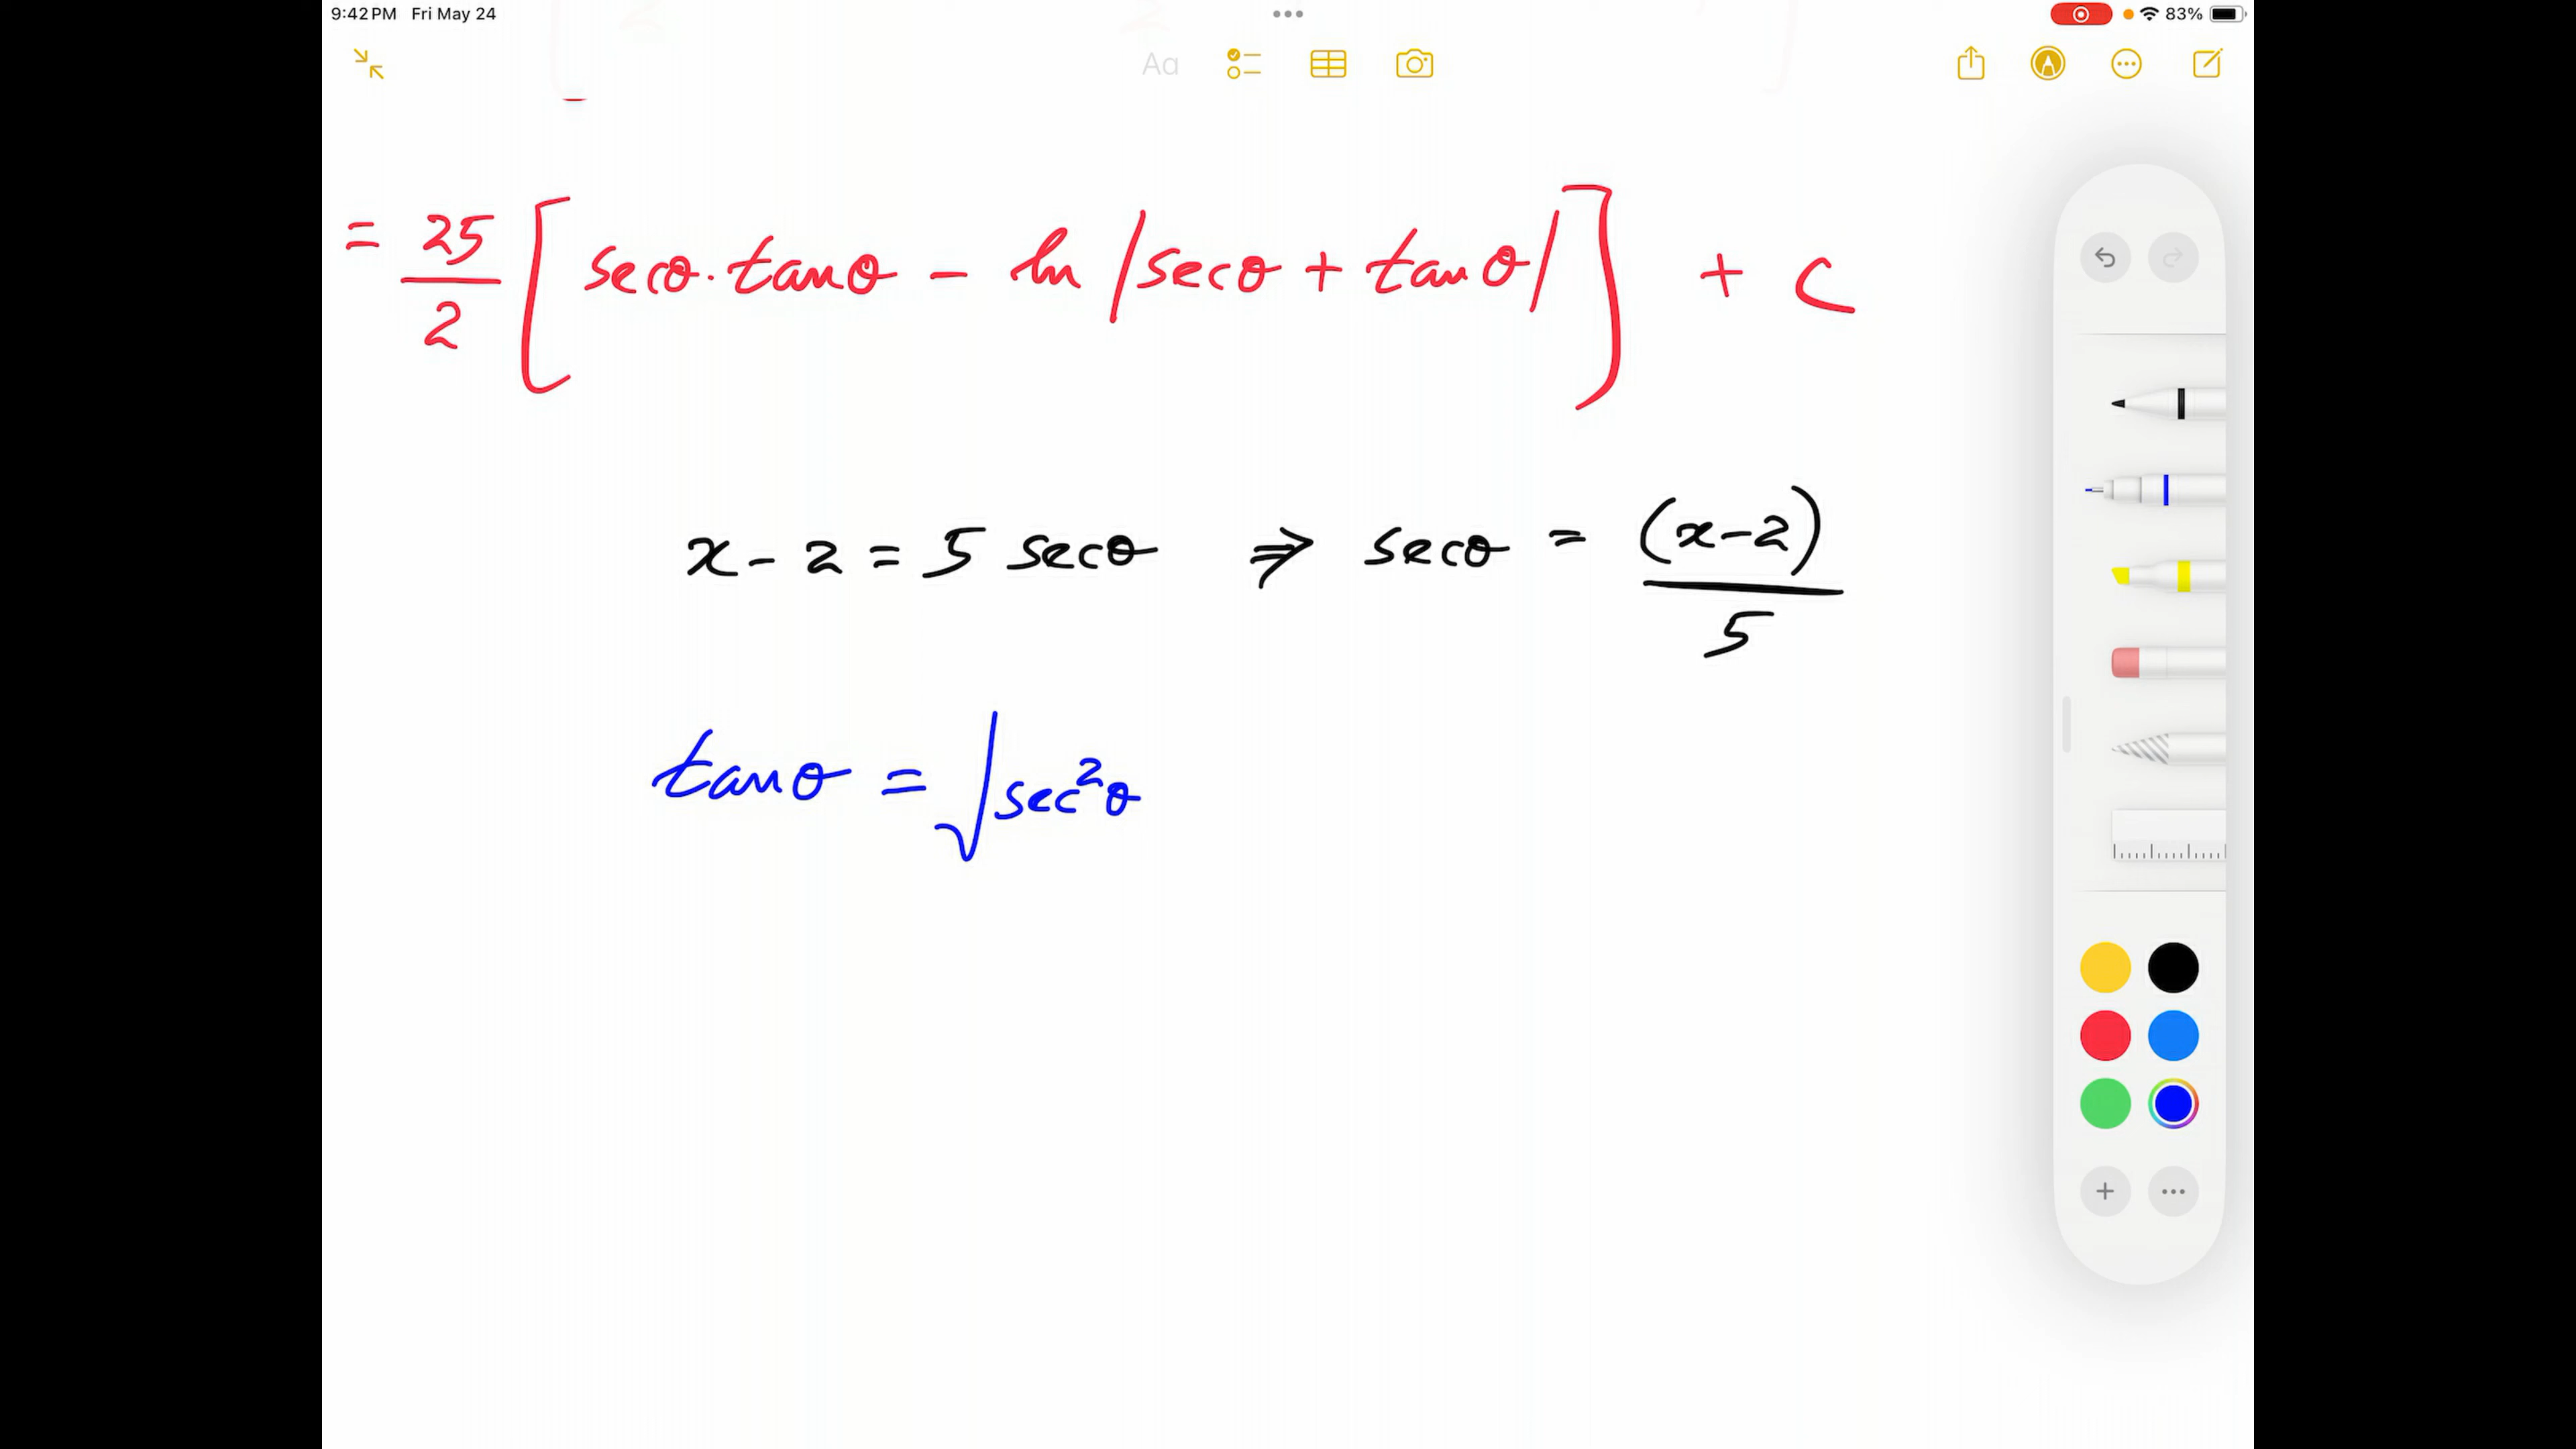 9:42 PM Fri May 24
83%
Aa
= 25/2 [ secθ · tanθ - ln |secθ + tanθ| ] + c
x - 2 = 5 secθ ⇒ secθ = (x-2)/5
tanθ = √sec²θ